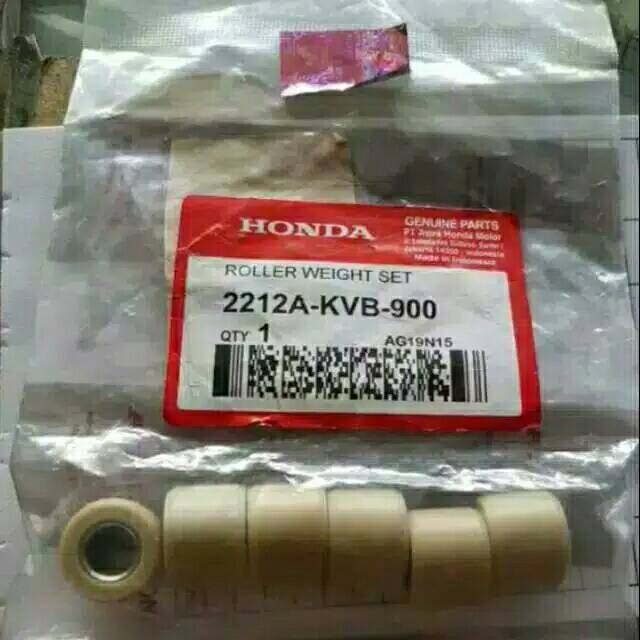 HONDA
GENUINE PARTS
PT Astra Honda Motor
Made in Indonesia
ROLLER WEIGHT SET
2212A-KVB-900
QTY 1
AG19N15